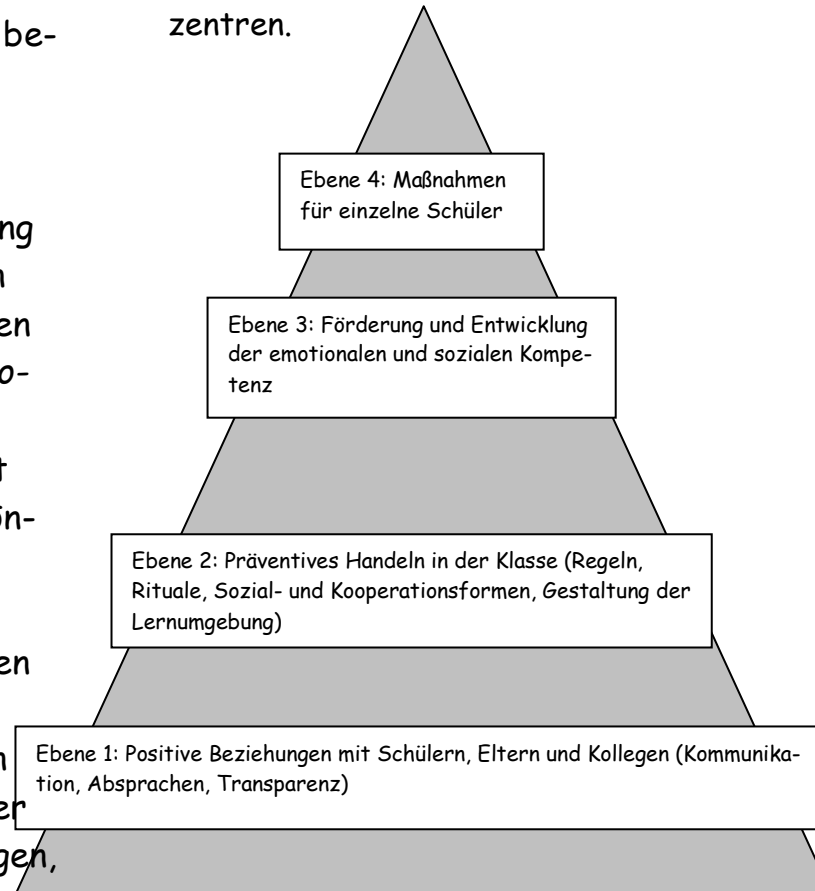 be-
zentren.
ng
en
o-
t
ön-
en
er
gen,
Ebene 4: Maßnahmen
für einzelne Schüler
Ebene 3: Förderung und Entwicklung
der emotionalen und sozialen Kompe-
tenz
Ebene 2: Präventives Handeln in der Klasse (Regeln,
Rituale, Sozial- und Kooperationsformen, Gestaltung der
Lernumgebung)
Ebene 1: Positive Beziehungen mit Schülern, Eltern und Kollegen (Kommunika-
tion, Absprachen, Transparenz)